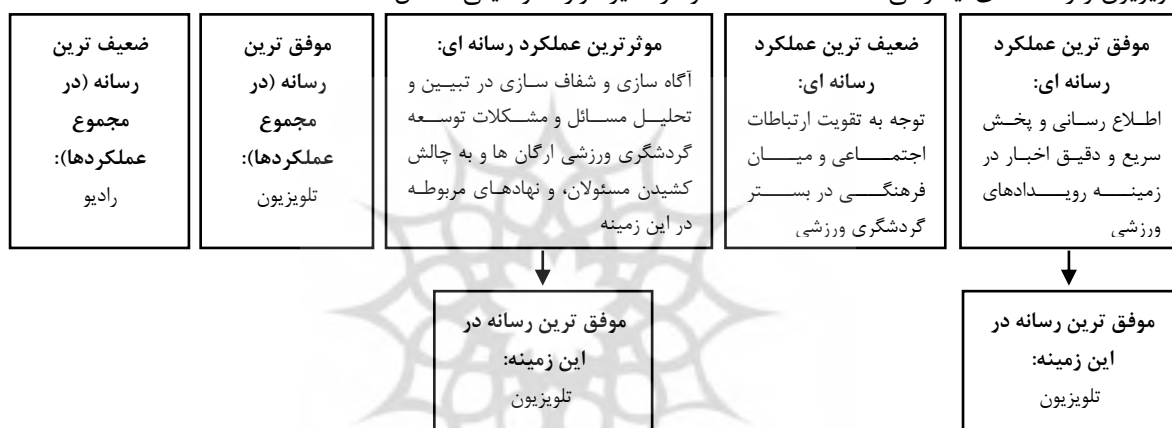 موفق ترین عملکرد
رسانه ای:
اطلاع رسانی و پخش
سریع و دقیق اخبار در
زمینه رویدادهای
ورزشی
ضعیف ترین عملکرد
رسانه ای:
توجه به تقویت ارتباطات
اجتماعی و میان
فرهنگی در بستر
گردشگری ورزشی
موثرترین عملکرد رسانه ای:
آگاه سازی و شفاف سازی در تبیین و
تحلیل مسائل و مشکلات توسعه
گردشگری ورزشی ارگان ها و به چالش
کشیدن مسئولان، و نهادهای مربوطه
در این زمینه
موفق ترین
رسانه (در
مجموع
عملکردها):
تلویزیون
ضعیف ترین
رسانه (در
مجموع
عملکردها):
رادیو
موفق ترین رسانه در
این زمینه:
تلویزیون
موفق ترین رسانه در
این زمینه:
تلویزیون